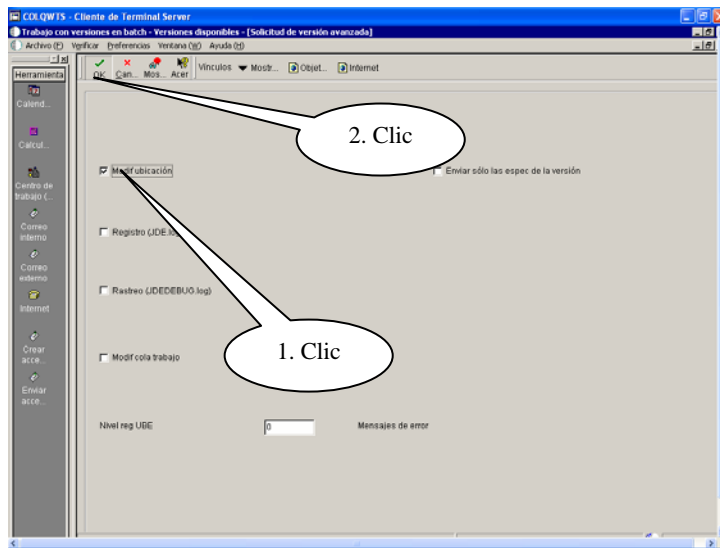 COLQWTS - Cliente de Terminal Server
Trabajo con versiones en batch - Versiones disponibles - [Solicitud de versión avanzada]
Archivo (F) Verificar Preferencias Ventana (W) Ayuda (H)
Herramienta
OK Can... Mos... Acer Vínculos Mostr... Objet... Internet
Calend...
Calcul...
Centro de
trabajo (...
Correo
interno
Correo
externo
Internet
Crear
acce...
Enviar
acce...
2. Clic
Modif ubicación
Enviar sólo las espec de la versión
Registro (JDE.log)
Rastreo (JDEDEBUG.log)
1. Clic
Modif cola trabajo
Nivel reg UBE 0 Mensajes de error